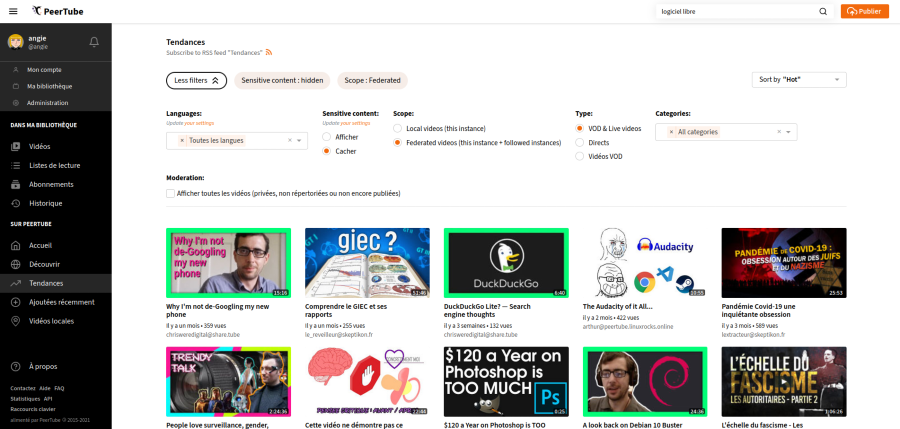 PeerTube
logiciel libre
Publier
angie
@angie
Mon compte
Ma bibliothèque
Administration
DANS MA BIBLIOTHÈQUE
Vidéos
Listes de lecture
Abonnements
Historique
SUR PEERTUBE
Accueil
Découvrir
Tendances
Ajoutées récemment
Vidéos locales
À propos
Contactez Aide FAQ
Statistiques API
Raccourcis clavier
alimenté par PeerTube © 2015-2021
Tendances
Subscribe to RSS feed "Tendances"
Less filters
Sensitive content : hidden
Scope : Federated
Sort by "Hot"
Languages:
Update your settings
× Toutes les langues ×
Sensitive content:
Update your settings
Afficher
Cacher
Scope:
Local videos (this instance)
Federated videos (this instance + followed instances)
Type:
VOD & Live videos
Directs
Vidéos VOD
Categories:
× All categories ×
Moderation:
Afficher toutes les vidéos (privées, non répertoriées ou non encore publiées)
Why I'm not
de-Googling
my new
phone
15:16
Why I'm not de-Googling my new
phone
Il y a un mois • 359 vues
chrisweredigital@share.tube
giec ?
51:46
Comprendre le GIEC et ses
rapports
Il y a un mois • 255 vues
le_reveilleur@skeptikon.fr
DuckDuckGo
6:40
DuckDuckGo Lite? — Search
engine thoughts
Il y a 3 semaines • 132 vues
chrisweredigital@share.tube
Audacity
The Audacity of it All...
Il y a 2 mois • 422 vues
arthur@peertube.linuxrocks.online
PANDÉMIE DE COVID-19 :
OBSESSION AUTOUR DES JUIFS
ET DU NAZISME
25:53
Pandémie Covid-19 une
inquiétante obsession
Il y a 3 mois • 589 vues
lextracteur@skeptikon.fr
TRENDY
TALK
2:24:36
People love surveillance, gender,
22:44
Cette vidéo ne démontre pas ce
$120 a Year on
Photoshop is
TOO MUCH
Ps
0:25
$120 a Year on Photoshop is TOO
24:36
A look back on Debian 10 Buster
L'ÉCHELLE DU
FASCISME
LES AUTORITAIRES - PARTIE 2
1:06:26
L'échelle du fascisme - Les